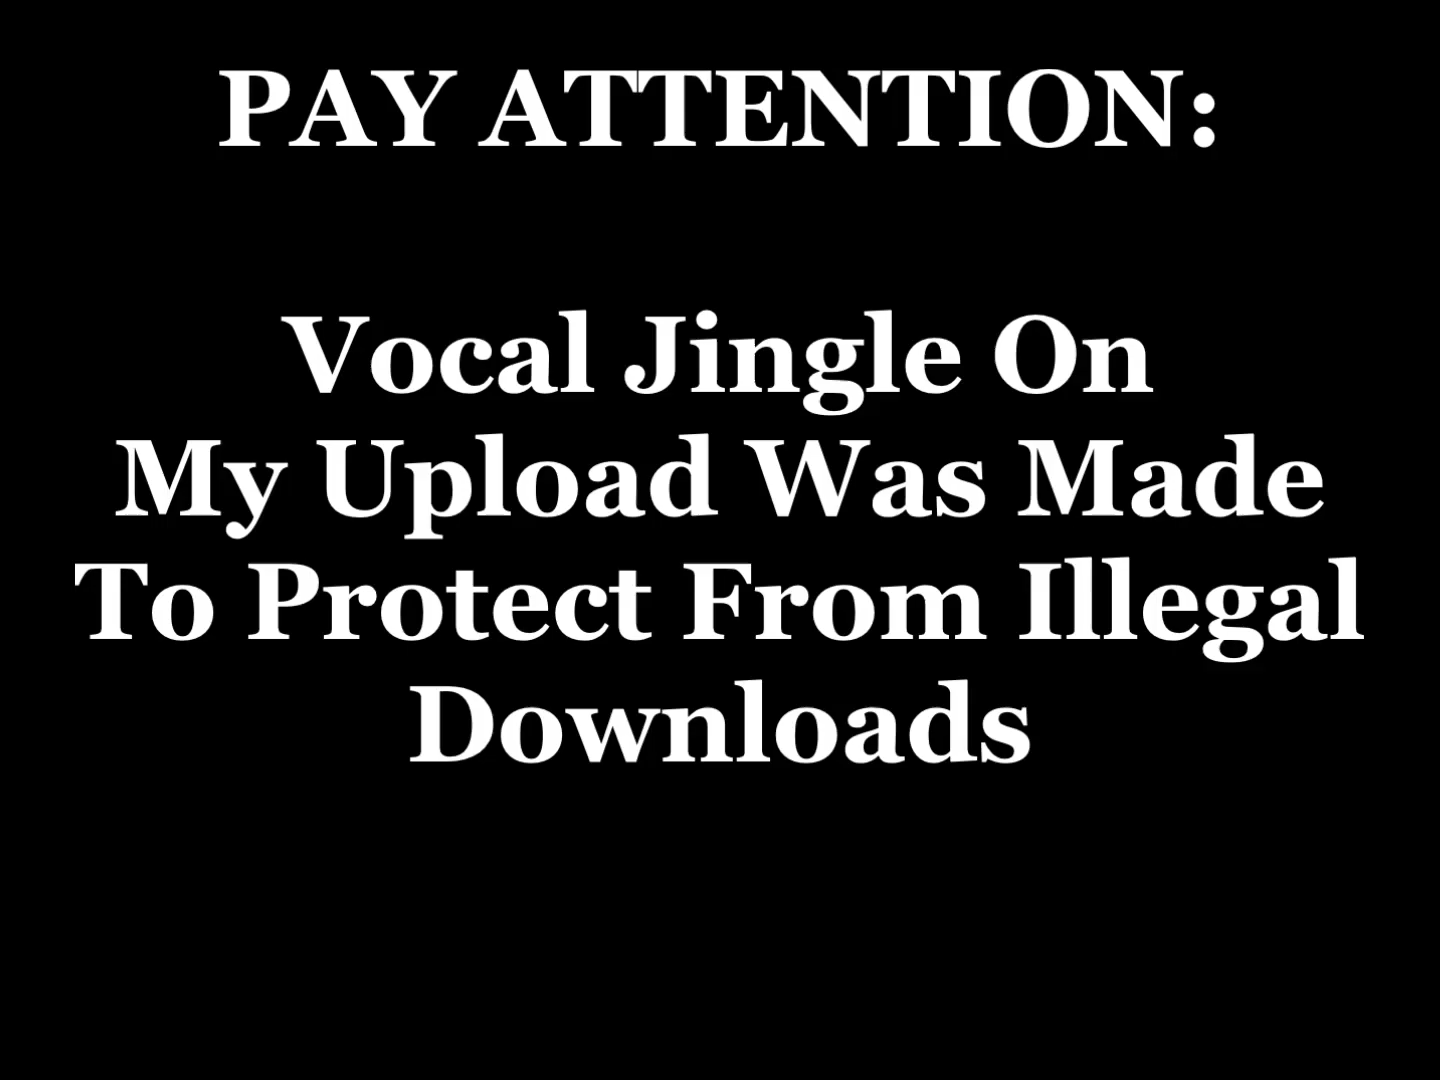 PAY ATTENTION:
Vocal Jingle On
My Upload Was Made
To Protect From Illegal
Downloads